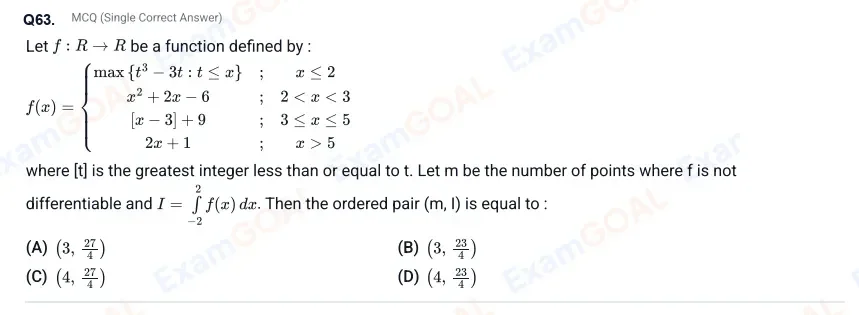 Q63. MCQ (Single Correct Answer)
Let f : R → R be a function defined by :
f(x) = { max {t³ − 3t : t ≤ x} ; x ≤ 2
x² + 2x − 6 ; 2 < x < 3
[x − 3] + 9 ; 3 ≤ x ≤ 5
2x + 1 ; x > 5
where [t] is the greatest integer less than or equal to t. Let m be the number of points where f is not
differentiable and I = ∫₋₂² f(x) dx. Then the ordered pair (m, I) is equal to :
(A) (3, 27/4) (B) (3, 23/4)
(C) (4, 27/4) (D) (4, 23/4)